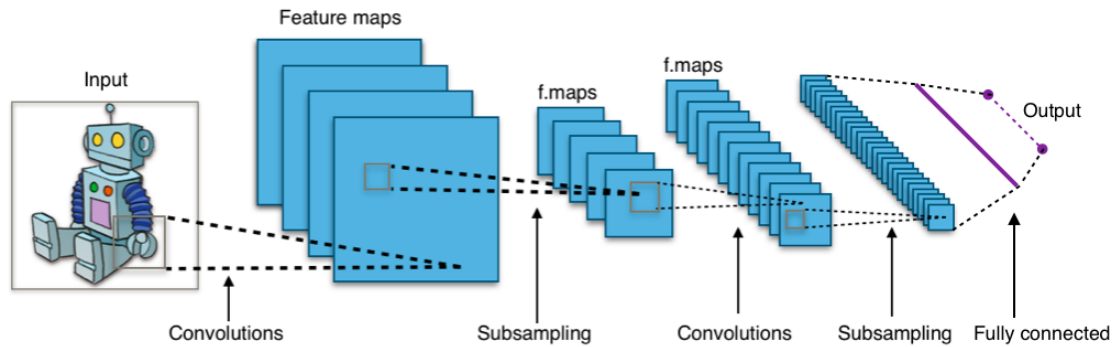 Feature maps
Input
f.maps
f.maps
Output
Convolutions
Subsampling
Convolutions
Subsampling
Fully connected